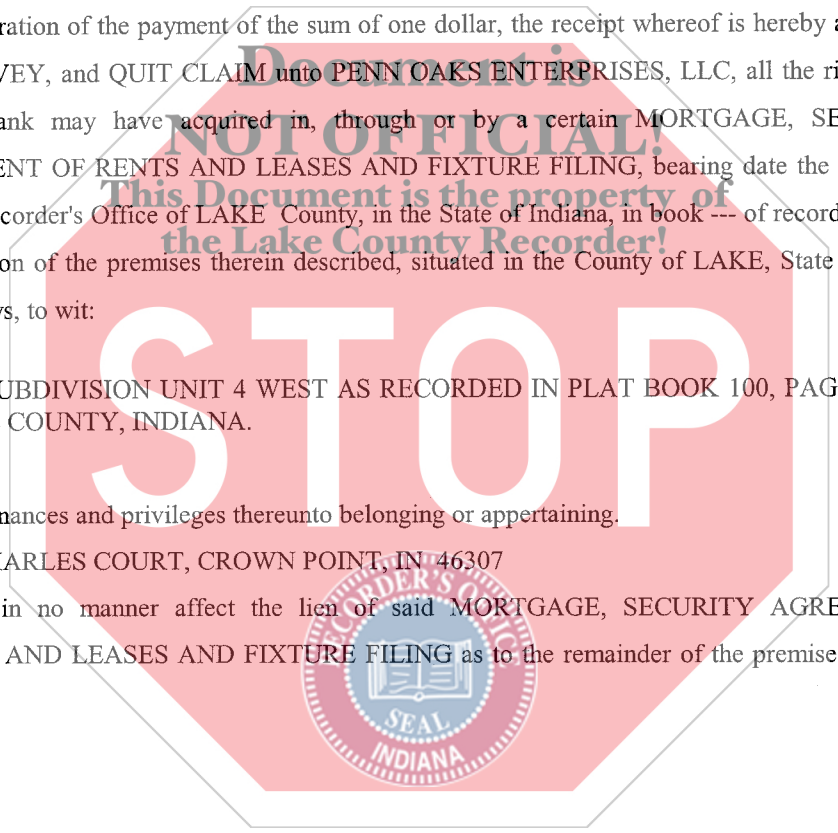 ration of the payment of the sum of one dollar, the receipt whereof is hereby a
VEY, and QUIT CLAIM unto PENN OAKS ENTERPRISES, LLC, all the ri
ank may have acquired in, through or by a certain MORTGAGE, SE
ENT OF RENTS AND LEASES AND FIXTURE FILING, bearing date the
corder's Office of LAKE County, in the State of Indiana, in book --- of record
on of the premises therein described, situated in the County of LAKE, State
s, to wit:
UBDIVISION UNIT 4 WEST AS RECORDED IN PLAT BOOK 100, PAG
COUNTY, INDIANA.
nances and privileges thereunto belonging or appertaining.
ARLES COURT, CROWN POINT, IN 46307
in no manner affect the lien of said MORTGAGE, SECURITY AGRE
AND LEASES AND FIXTURE FILING as to the remainder of the premise
Document is
NOT OFFICIAL!
This Document is the property of
the Lake County Recorder!
STOP
RECORDER'S OFFIC
SEAL
INDIANA